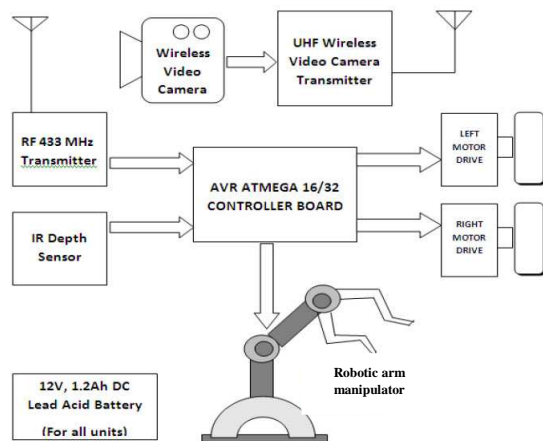 Wireless
Video
Camera
UHF Wireless
Video Camera
Transmitter
RF 433 MHz
Transmitter
AVR ATMEGA 16/32
CONTROLLER BOARD
LEFT
MOTOR
DRIVE
IR Depth
Sensor
RIGHT
MOTOR
DRIVE
Robotic arm
manipulator
12V, 1.2Ah DC
Lead Acid Battery
(For all units)